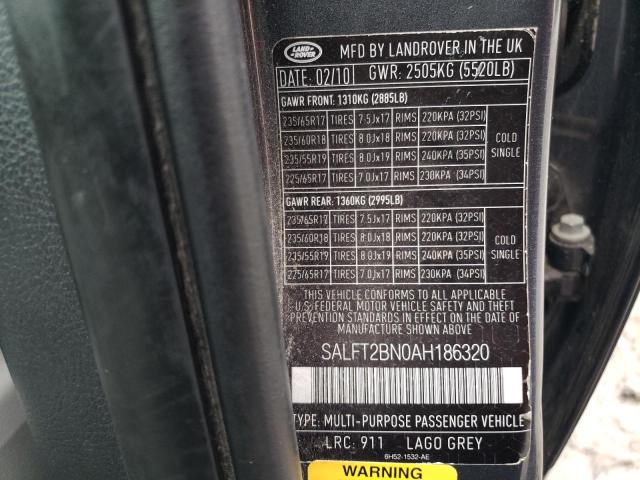 LAND ROVER
MFD BY LANDROVER IN THE UK
DATE: 02/10 GWR: 2505KG (5520LB)
GAWR FRONT: 1310KG (2885LB)
235/65R17 TIRES 7.5Jx17 RIMS 220KPA (32PSI)
235/60R18 TIRES 8.0Jx18 RIMS 220KPA (32PSI) COLD
235/55R19 TIRES 8.0Jx19 RIMS 240KPA (35PSI) SINGLE
225/65R17 TIRES 7.0Jx17 RIMS 230KPA (34PSI)
GAWR REAR: 1360KG (2995LB)
235/65R17 TIRES 7.5Jx17 RIMS 220KPA (32PSI)
235/60R18 TIRES 8.0Jx18 RIMS 220KPA (32PSI) COLD
235/55R19 TIRES 8.0Jx19 RIMS 240KPA (35PSI) SINGLE
225/65R17 TIRES 7.0Jx17 RIMS 230KPA (34PSI)
THIS VEHICLE CONFORMS TO ALL APPLICABLE
U.S. FEDERAL MOTOR VEHICLE SAFETY AND THEFT
PREVENTION STANDARDS IN EFFECT ON THE DATE
OF MANUFACTURE SHOWN ABOVE
SALFT2BN0AH186320
TYPE: MULTI-PURPOSE PASSENGER VEHICLE
LRC: 911 LAGO GREY
6H52-1532-AE
WARNING